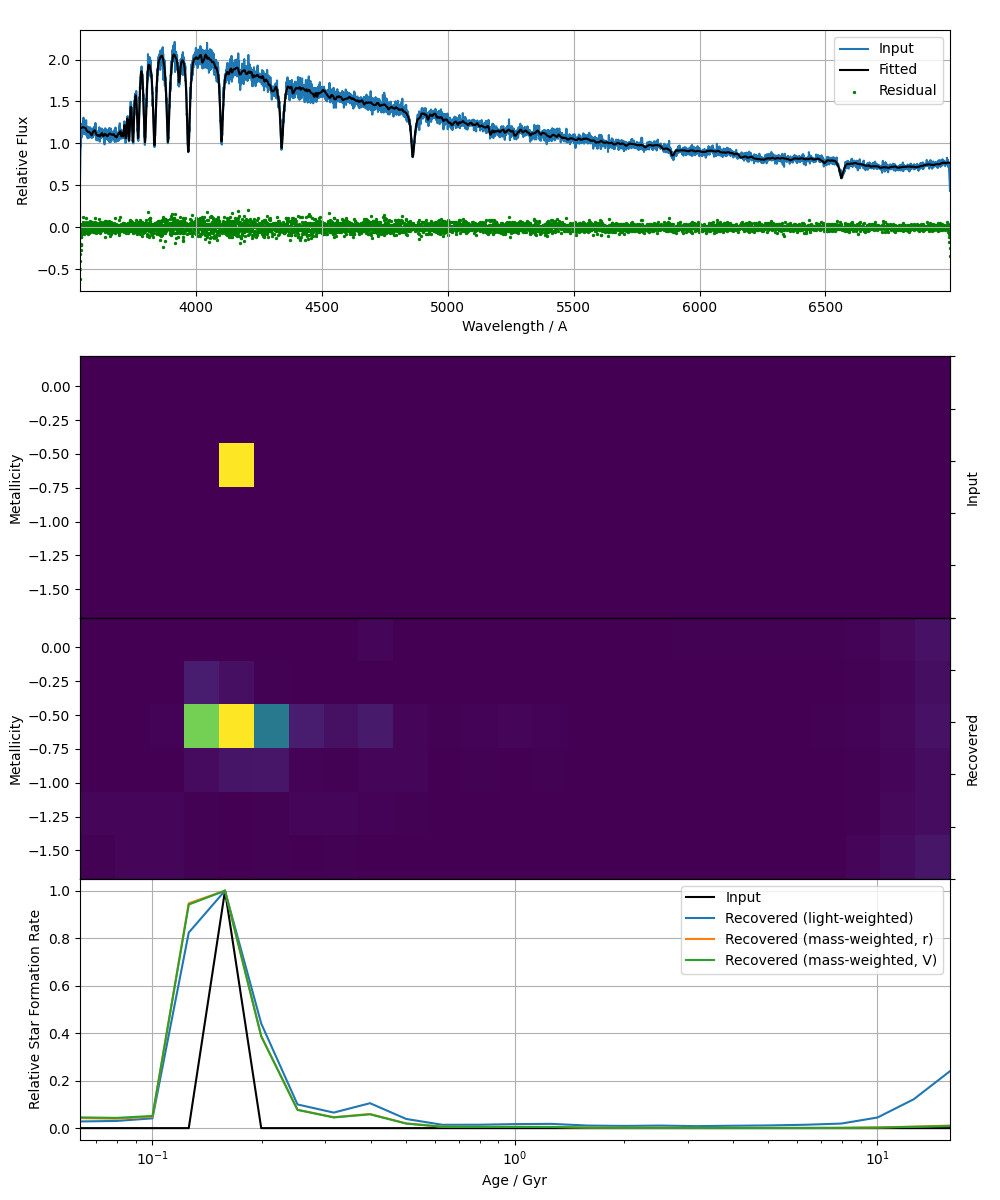 Relative Flux
2.0
1.5
1.0
0.5
0.0
−0.5
Input
Fitted
Residual
4000 4500 5000 5500 6000 6500
Wavelength / A
Metallicity
0.00
−0.25
−0.50
−0.75
−1.00
−1.25
−1.50
Input
Metallicity
0.00
−0.25
−0.50
−0.75
−1.00
−1.25
−1.50
Recovered
Relative Star Formation Rate
1.0
0.8
0.6
0.4
0.2
0.0
Input
Recovered (light-weighted)
Recovered (mass-weighted, r)
Recovered (mass-weighted, V)
10⁻¹ 10⁰ 10¹
Age / Gyr